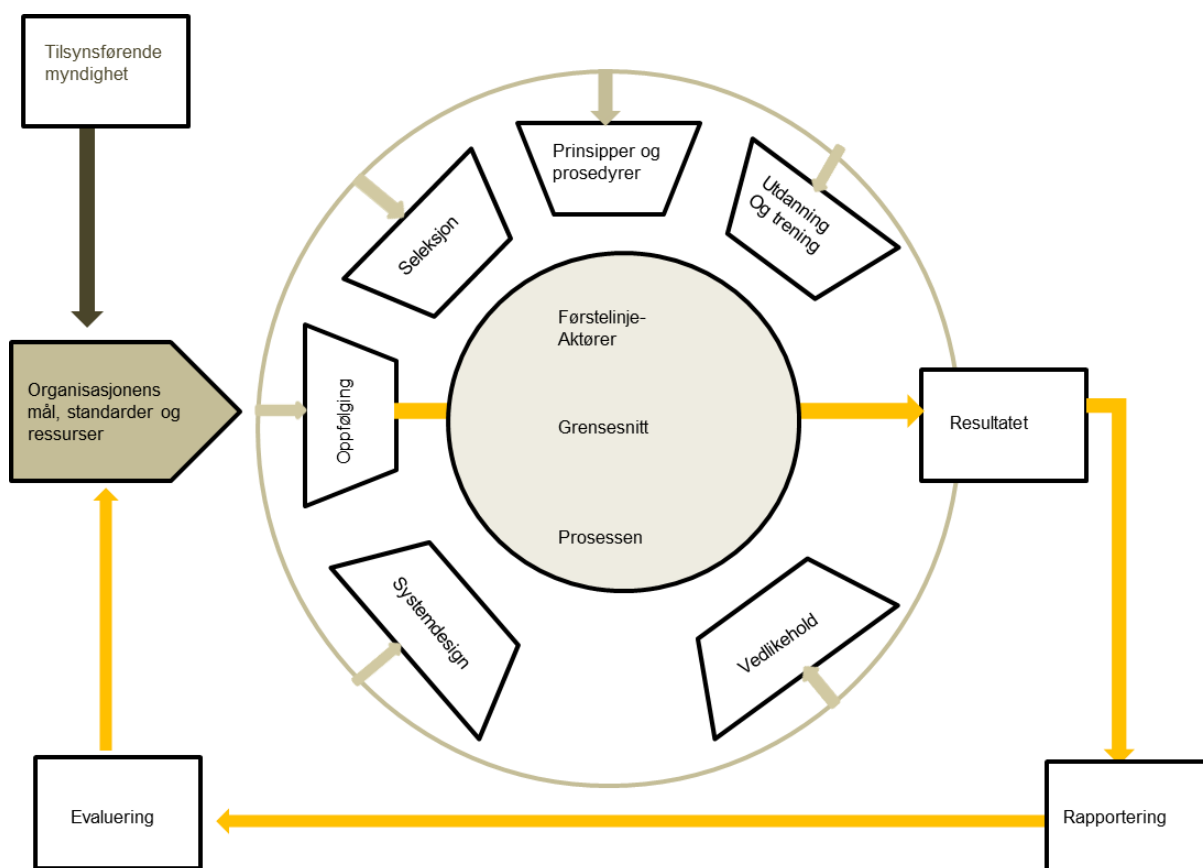 Tilsynsførende
myndighet
Prinsipper og
prosedyrer
Utdanning
Og trening
Seleksjon
Førstelinje-
Aktører
Organisasjonens
mål, standarder og
ressurser
Oppfølging
Grensesnitt
Resultatet
Prosessen
Systemdesign
Vedlikehold
Evaluering
Rapportering